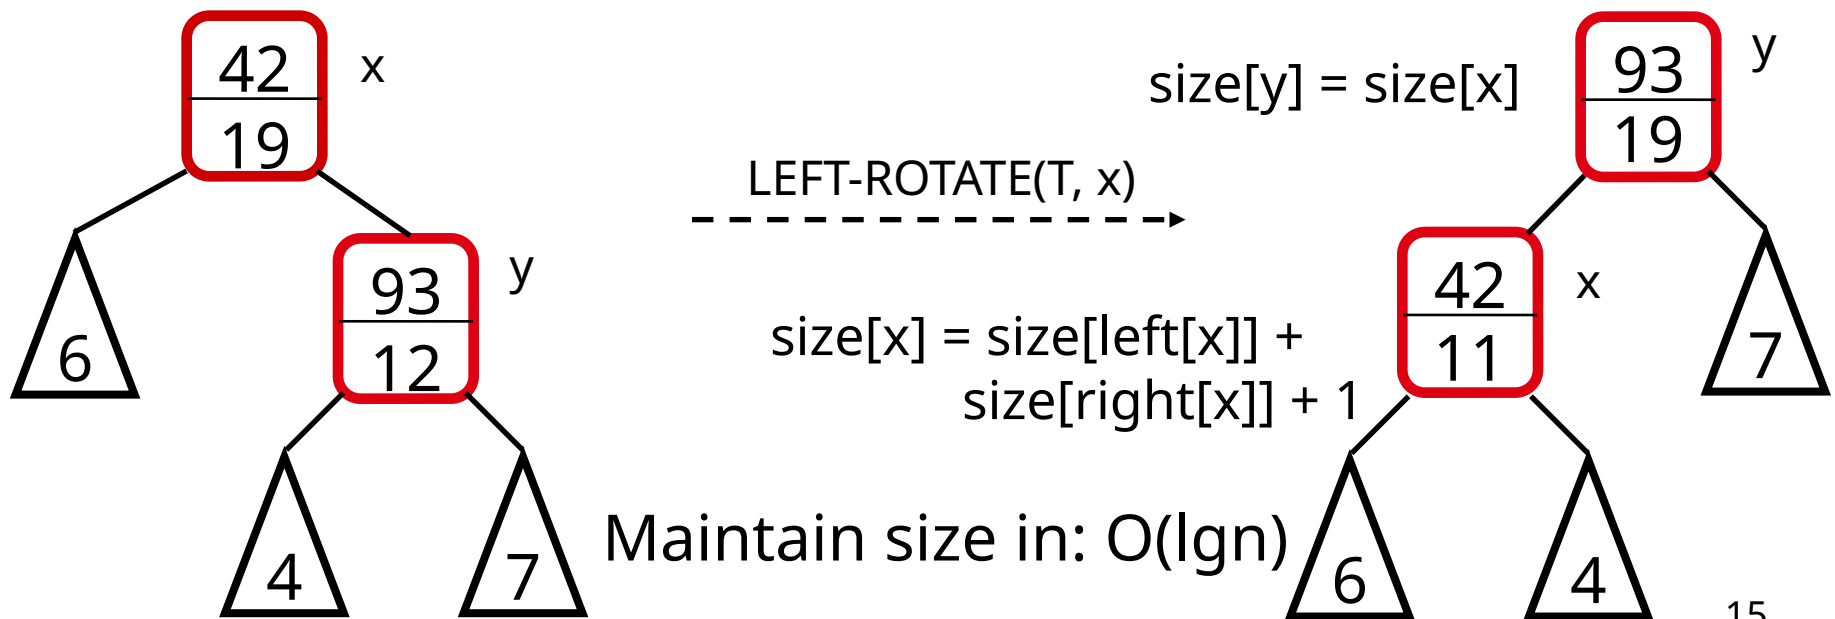 42
19
x
6
93
12
y
4
7
LEFT-ROTATE(T, x)
size[y] = size[x]
size[x] = size[left[x]] +
size[right[x]] + 1
Maintain size in: O(lgn)
93
19
y
42
11
x
7
6
4
15